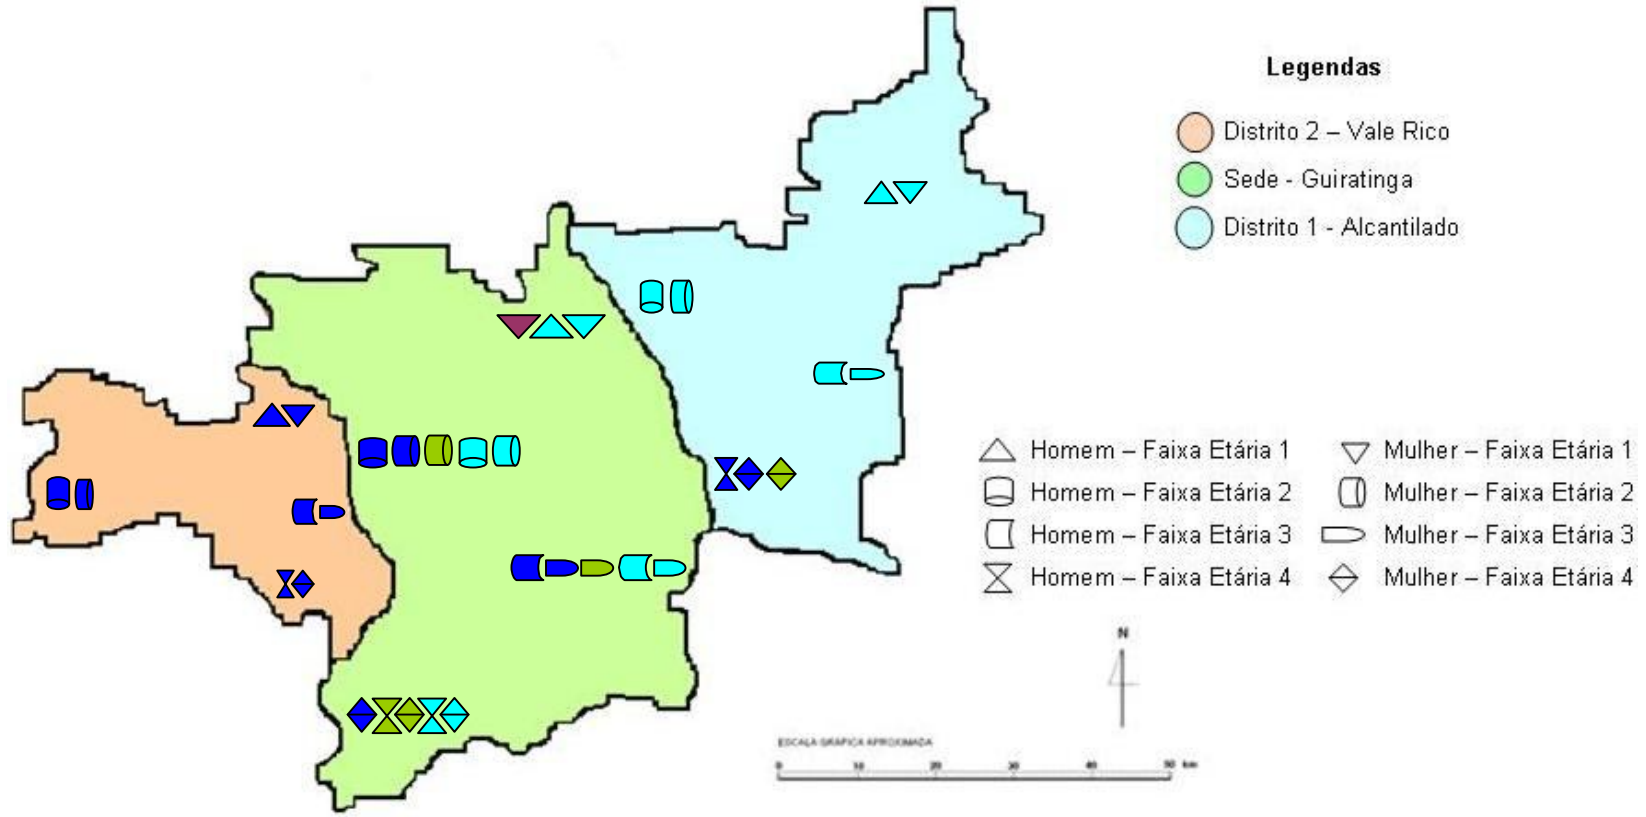 Legendas
Distrito 2 – Vale Rico
Sede - Guiratinga
Distrito 1 - Alcantilado
Homem – Faixa Etária 1
Mulher – Faixa Etária 1
Homem – Faixa Etária 2
Mulher – Faixa Etária 2
Homem – Faixa Etária 3
Mulher – Faixa Etária 3
Homem – Faixa Etária 4
Mulher – Faixa Etária 4
N
ESCALA GRÁFICA APROXIMADA
0 10 20 30 40 50 km